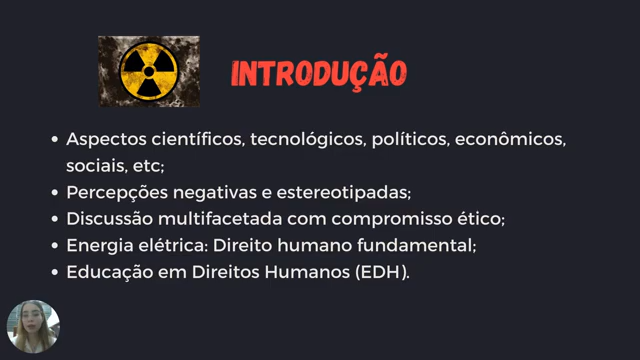 INTRODUÇÃO
• Aspectos científicos, tecnológicos, políticos, econômicos,
sociais, etc;
• Percepções negativas e estereotipadas;
• Discussão multifacetada com compromisso ético;
• Energia elétrica: Direito humano fundamental;
• Educação em Direitos Humanos (EDH).